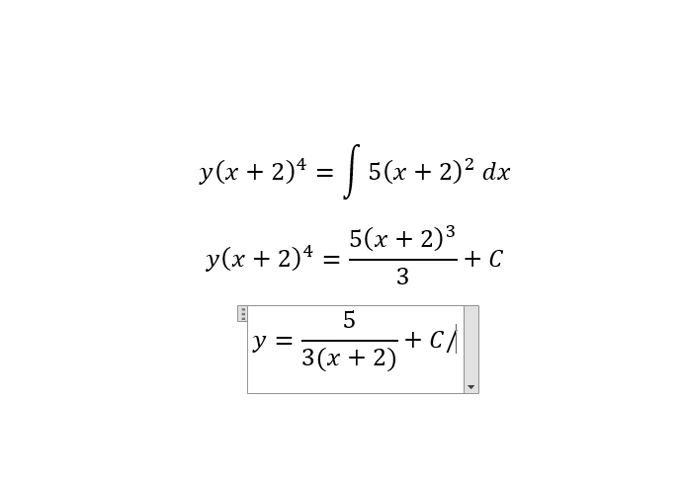 y(x + 2)⁴ = ∫ 5(x + 2)² dx
y(x + 2)⁴ = 5(x + 2)³/3 + C
y = 5/3(x + 2) + C/